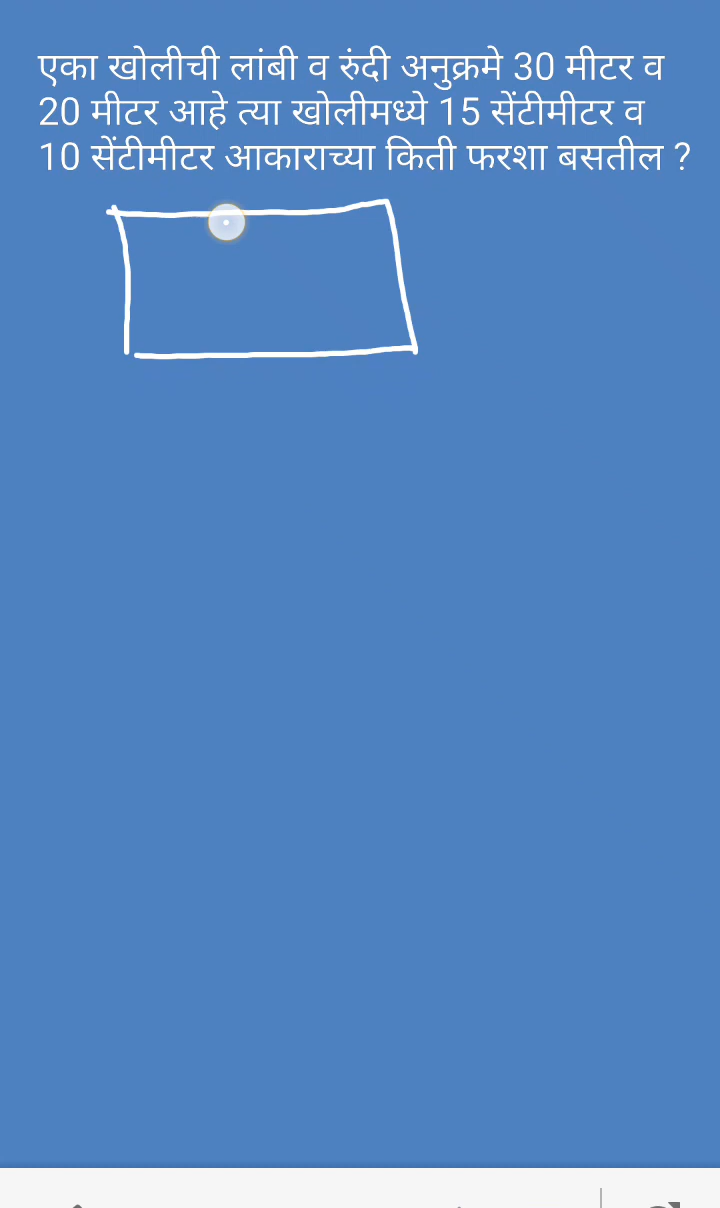 एका खोलीची लांबी व रुंदी अनुक्रमे 30 मीटर व
20 मीटर आहे त्या खोलीमध्ये 15 सेंटीमीटर व
10 सेंटीमीटर आकाराच्या किती फरशा बसतील ?